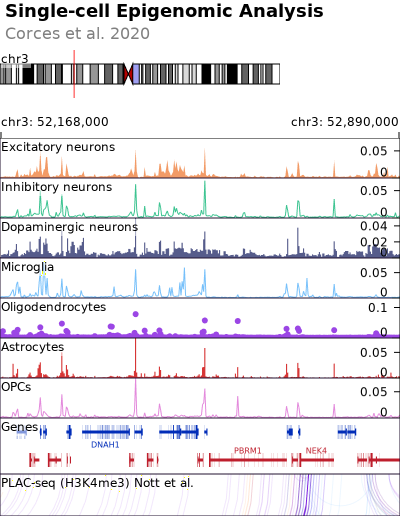 Single-cell Epigenomic Analysis
Corces et al. 2020
chr3
chr3: 52,168,000 chr3: 52,890,000
Excitatory neurons 0.05
0
Inhibitory neurons 0.05
0
Dopaminergic neurons 0.04
0.02
0
Microglia 0.05
0
Oligodendrocytes 0.1
0
Astrocytes 0.05
0
OPCs 0.05
0
Genes
DNAH1
PBRM1 NEK4
PLAC-seq (H3K4me3) Nott et al.